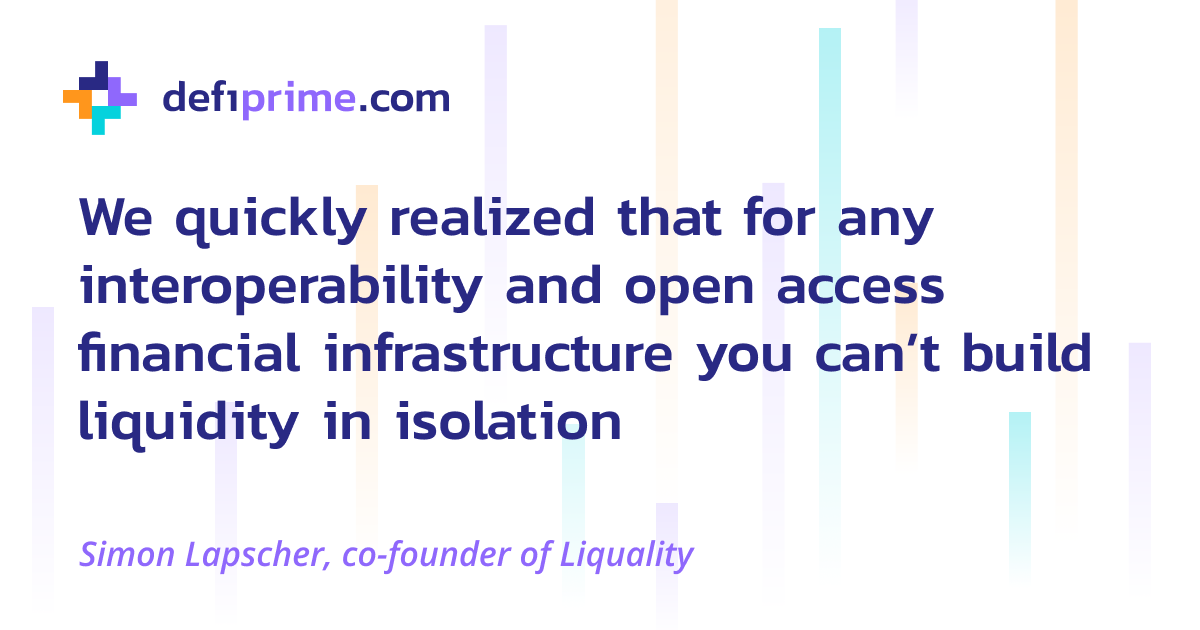 defiprime.com
We quickly realized that for any
interoperability and open access
financial infrastructure you can’t build
liquidity in isolation
Simon Lapscher, co-founder of Liquality